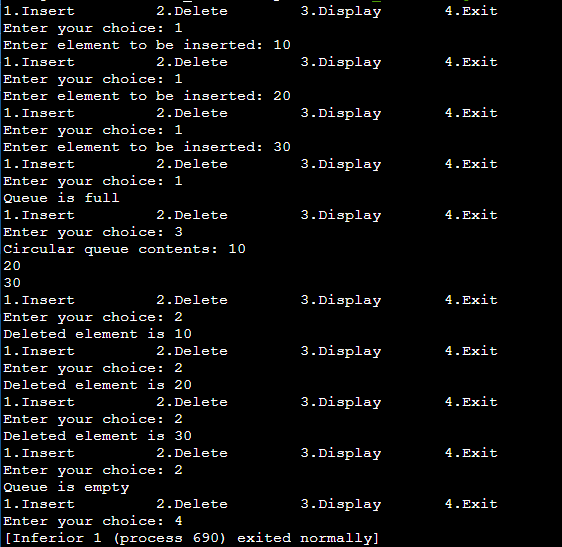 1.Insert 2.Delete 3.Display 4.Exit
Enter your choice: 1
Enter element to be inserted: 10
1.Insert 2.Delete 3.Display 4.Exit
Enter your choice: 1
Enter element to be inserted: 20
1.Insert 2.Delete 3.Display 4.Exit
Enter your choice: 1
Enter element to be inserted: 30
1.Insert 2.Delete 3.Display 4.Exit
Enter your choice: 1
Queue is full
1.Insert 2.Delete 3.Display 4.Exit
Enter your choice: 3
Circular queue contents: 10
20
30
1.Insert 2.Delete 3.Display 4.Exit
Enter your choice: 2
Deleted element is 10
1.Insert 2.Delete 3.Display 4.Exit
Enter your choice: 2
Deleted element is 20
1.Insert 2.Delete 3.Display 4.Exit
Enter your choice: 2
Deleted element is 30
1.Insert 2.Delete 3.Display 4.Exit
Enter your choice: 2
Queue is empty
1.Insert 2.Delete 3.Display 4.Exit
Enter your choice: 4
[Inferior 1 (process 690) exited normally]